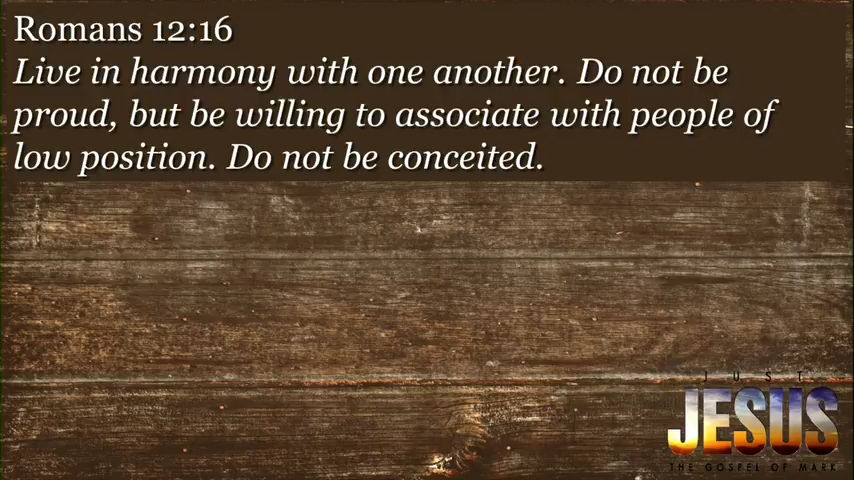 Romans 12:16
Live in harmony with one another. Do not be
proud, but be willing to associate with people of
low position. Do not be conceited.
JUST
JESUS
THE GOSPEL OF MARK